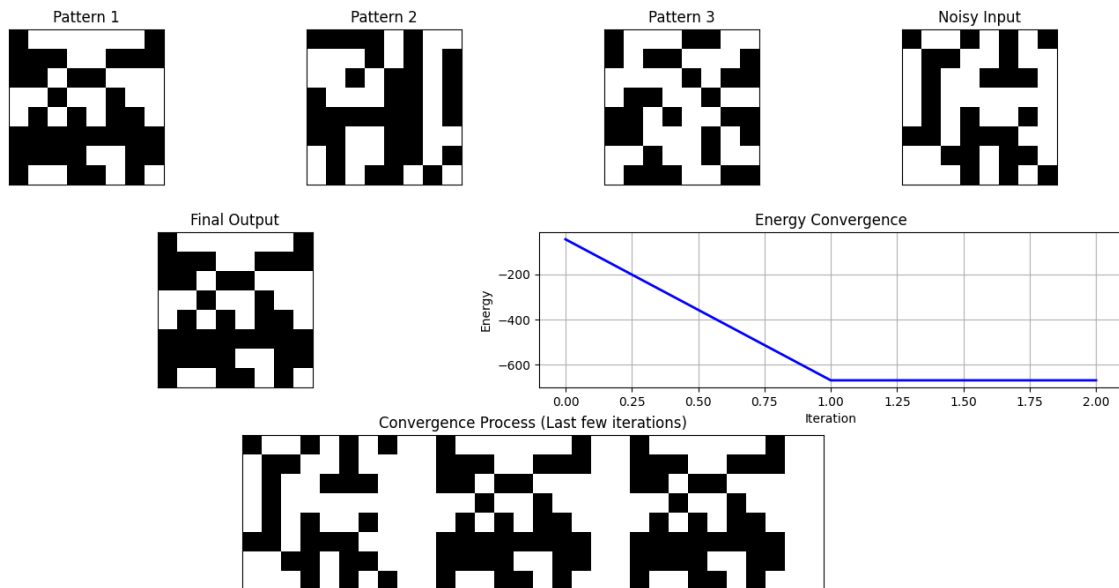 Pattern 1
Pattern 2
Pattern 3
Noisy Input
Final Output
Energy Convergence
Energy
−200
−400
−600
0.00 0.25 0.50 0.75 1.00 1.25 1.50 1.75 2.00
Iteration
Convergence Process (Last few iterations)